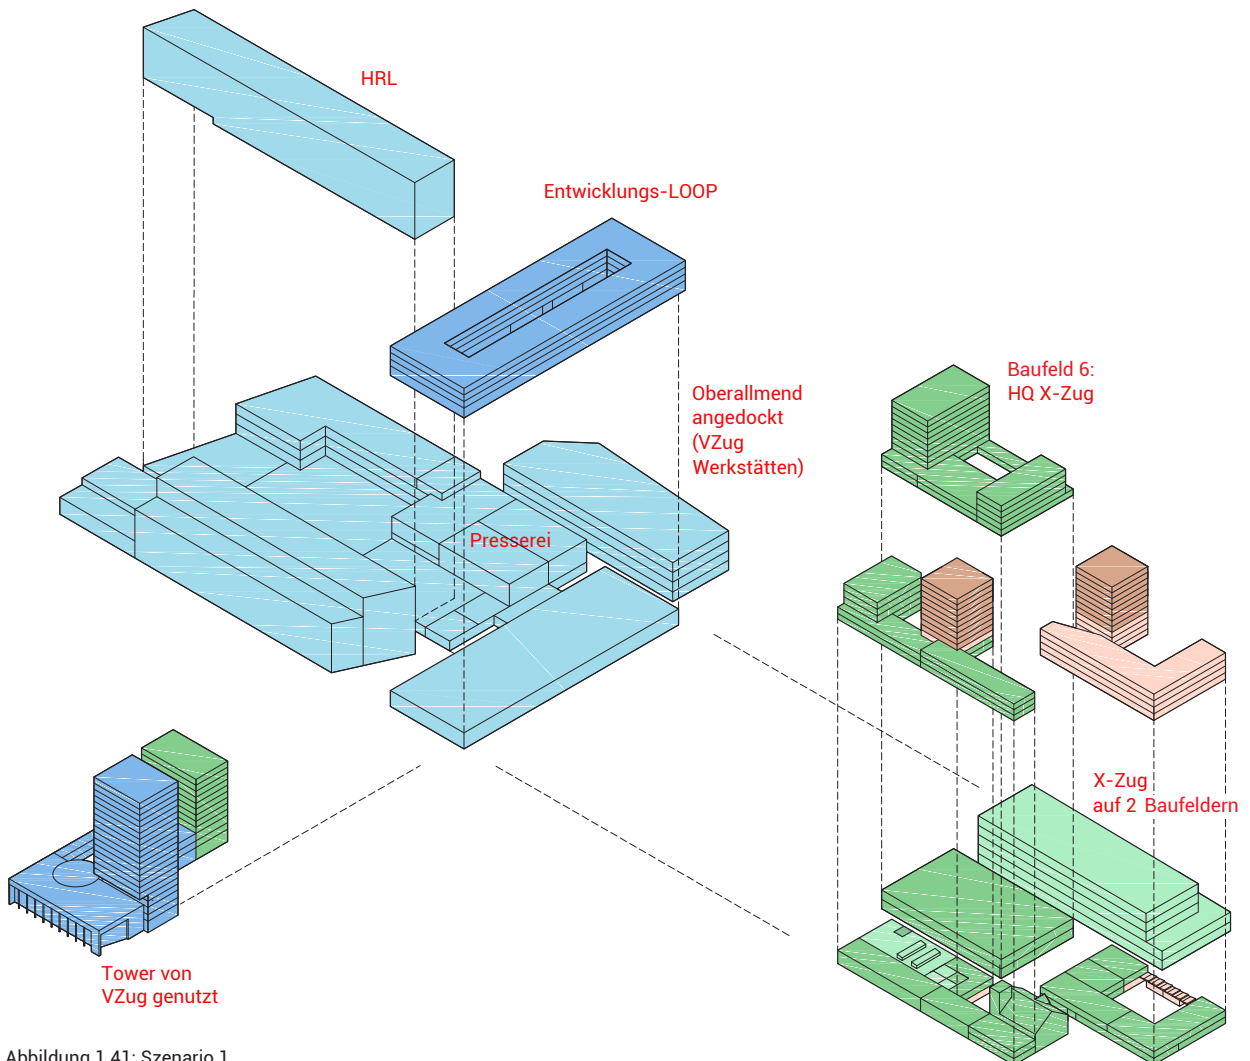 HRL
Entwicklungs-LOOP
Oberallmend
angedockt
(VZug
Werkstätten)
Baufeld 6:
HQ X-Zug
Presserei
X-Zug
auf 2 Baufeldern
Tower von
VZug genutzt
Abbildung 1.41: Szenario 1